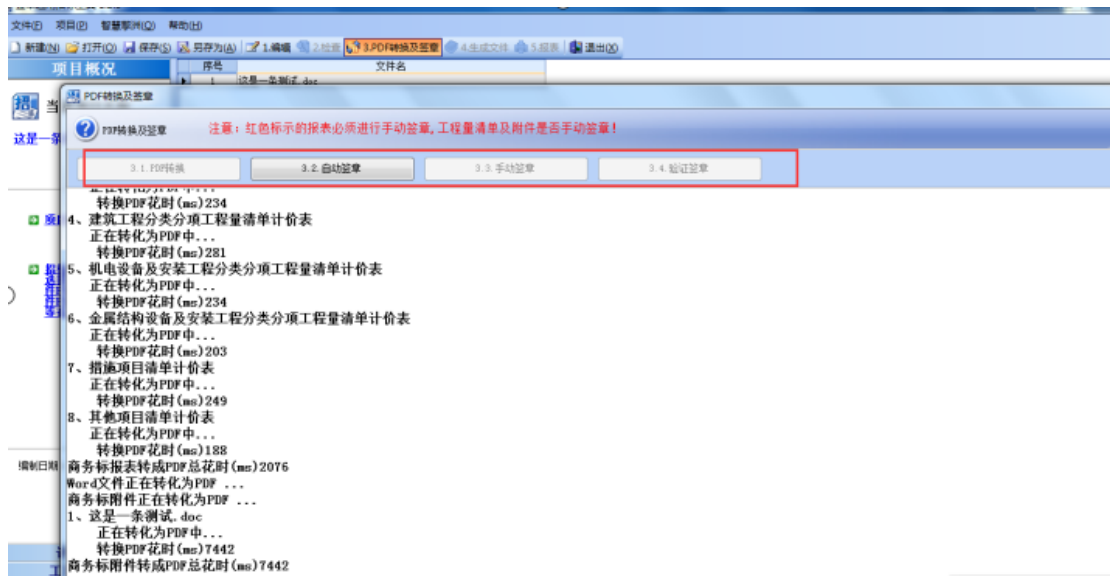 文件(F) 项目(P) 智慧鄂洲(Q) 帮助(H)
新建(N) 打开(O) 保存(S) 另存为(A) 1.编辑 2.检查 3.PDF转换及签章 4.生成文件 5.报表 退出(X)
项目概况 序号 文件名
1 这是一条测试.doc
PDF转换及签章
招 当
PDF转换及签章 注意：红色标示的报表必须进行手动签章,工程量清单及附件是否手动签章！
这是一条
3.1.PDF转换 3.2.自动签章 3.3.手动签章 3.4.验证签章
正在转化为PDF中...
转换PDF花时(ms)234
4、建筑工程分类分项工程量清单计价表
正在转化为PDF中...
转换PDF花时(ms)281
5、机电设备及安装工程分类分项工程量清单计价表
正在转化为PDF中...
转换PDF花时(ms)234
6、金属结构设备及安装工程分类分项工程量清单计价表
正在转化为PDF中...
转换PDF花时(ms)203
7、措施项目清单计价表
正在转化为PDF中...
转换PDF花时(ms)249
8、其他项目清单计价表
正在转化为PDF中...
转换PDF花时(ms)188
编制日期
商务标报表转成PDF总花时(ms)2076
Word文件正在转化为PDF ...
商务标附件正在转化为PDF ...
1、这是一条测试.doc
正在转化为PDF中...
转换PDF花时(ms)7442
商务标附件转成PDF总花时(ms)7442